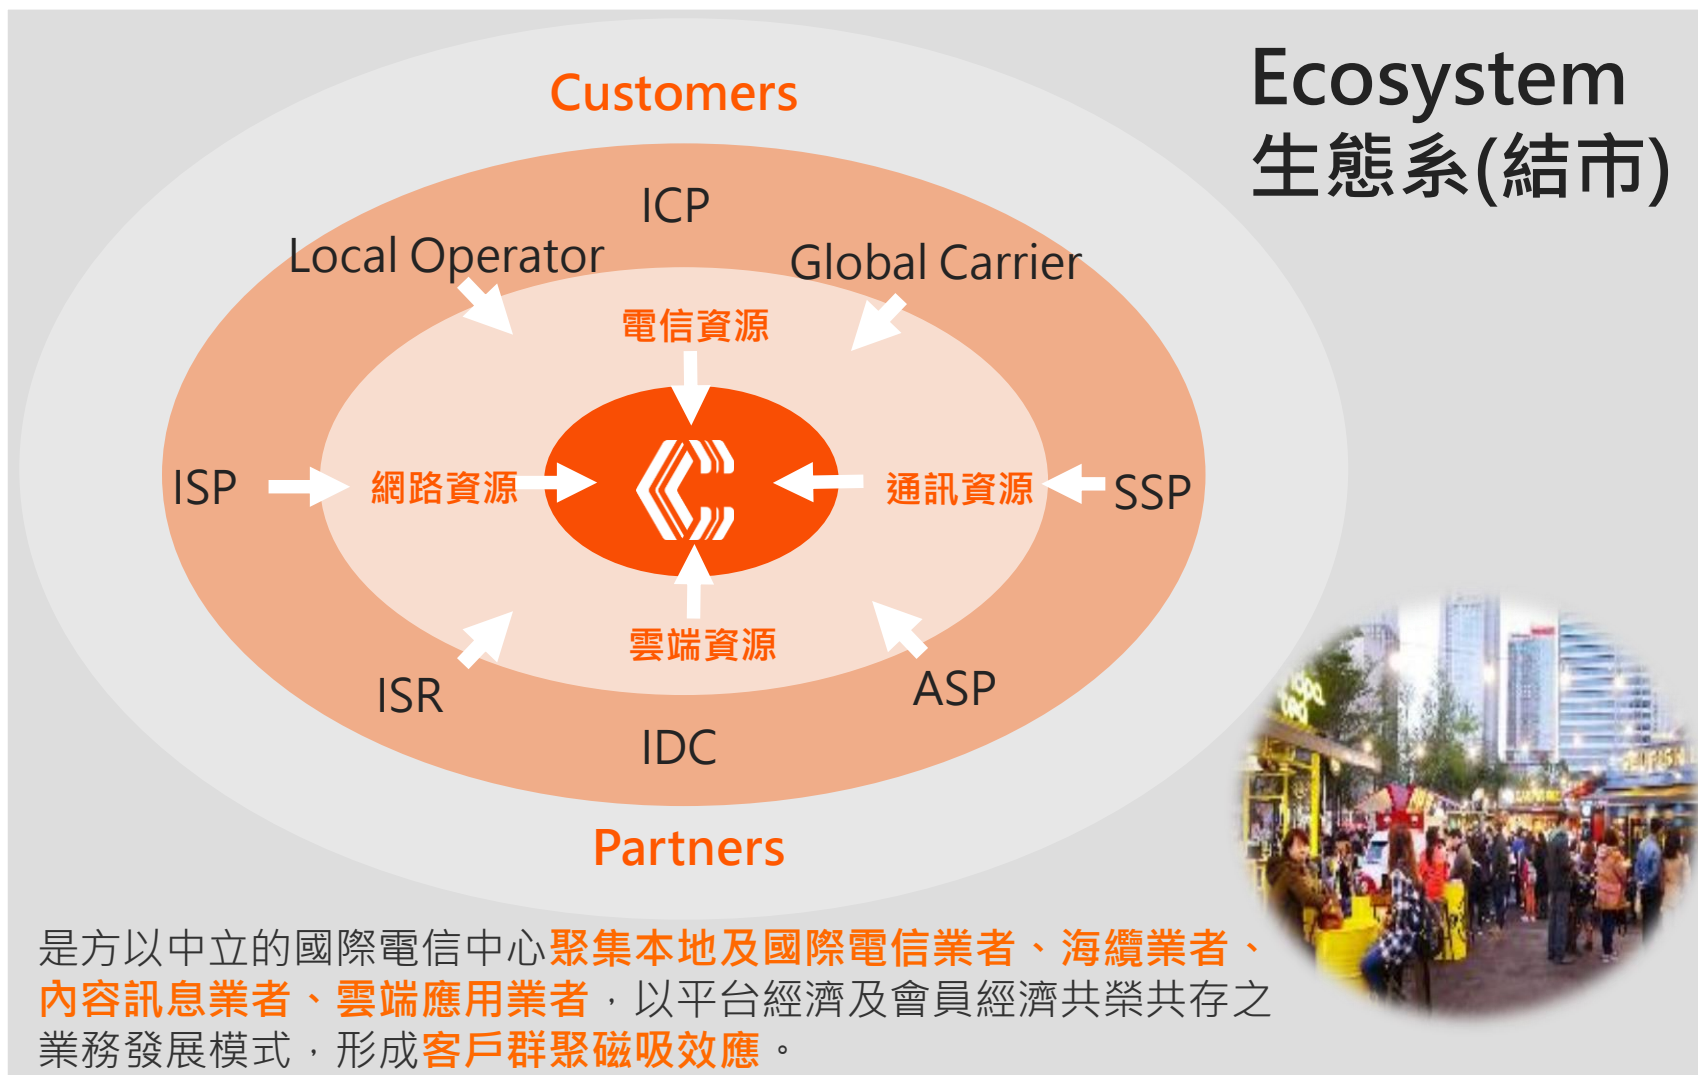 Ecosystem
生態系(結市)
Customers
ICP
Local Operator
Global Carrier
電信資源
ISP
網路資源
通訊資源
SSP
雲端資源
ISR
ASP
IDC
Partners
是方以中立的國際電信中心聚集本地及國際電信業者、海纜業者、
內容訊息業者、雲端應用業者，以平台經濟及會員經濟共榮共存之
業務發展模式，形成客戶群聚磁吸效應。